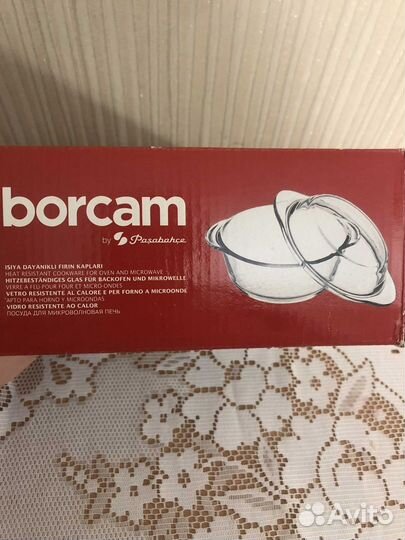 borcam
by Paşabahçe
ISIYA DAYANIKLI FIRIN KAPLARI
HEAT RESISTANT COOKWARE FOR OVEN AND MICROWAVE
HITZEBESTÄNDIGES GLAS FÜR BACKOFEN UND MIKROWELLE
VERRE A FEU POUR FOUR ET MICRO-ONDES
VETRO RESISTENTE AL CALORE E PER FORNO A MICROONDE
APTO PARA HORNO Y MICROONDAS
VIDRO RESISTENTE AO CALOR
ПОСУДА ДЛЯ МИКРОВОЛНОВАЯ ПЕЧЬ
Avito